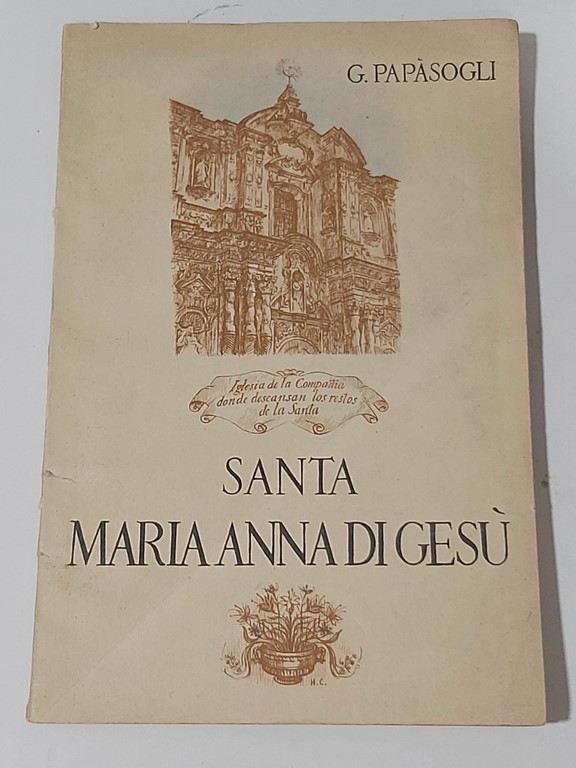 G. PAPÀSOGLI
Iglesia de la Compañia
donde descansan los restos
de la Santa
SANTA
MARIA ANNA DI GESÙ
H.C.